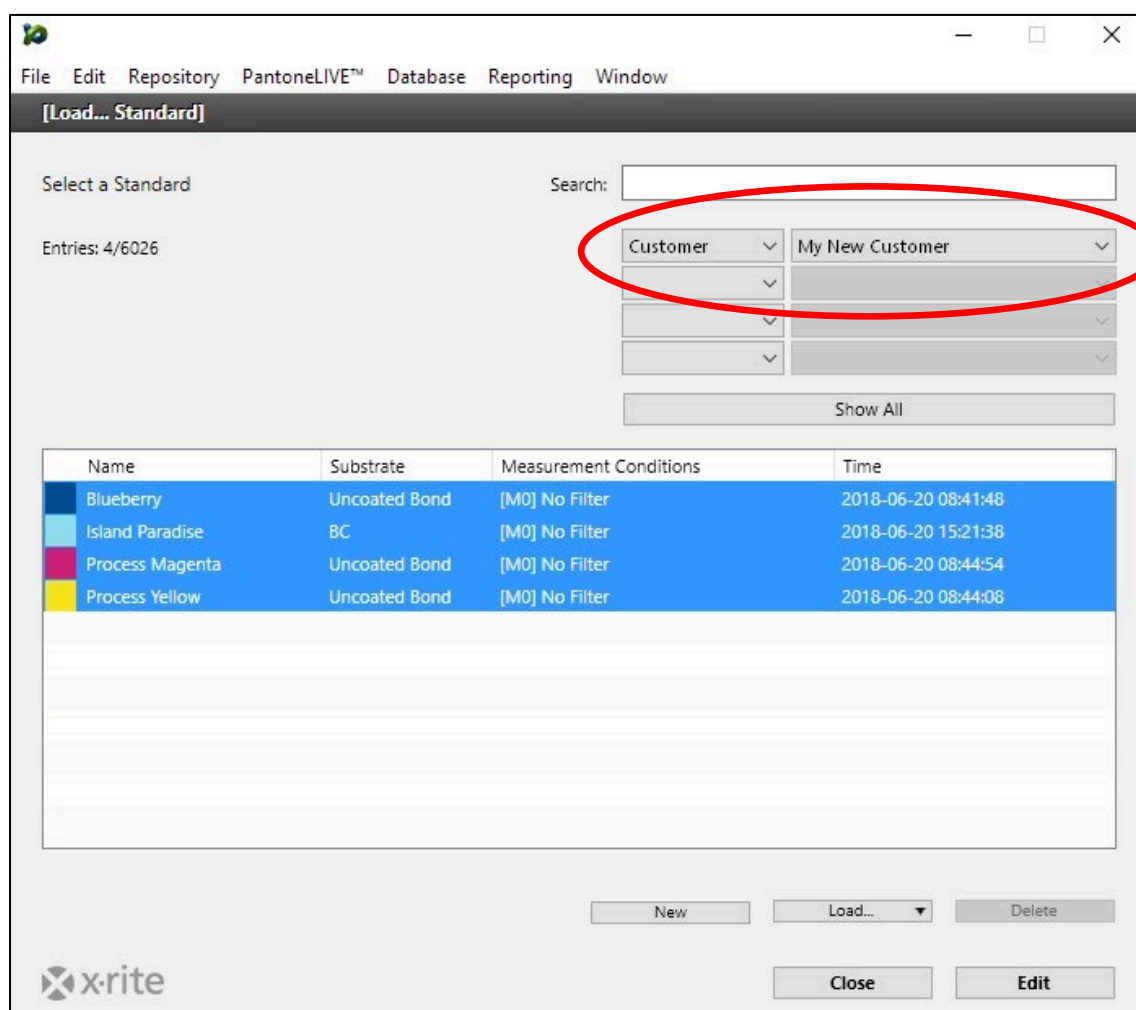 File Edit Repository PantoneLIVE™ Database Reporting Window
[Load... Standard]
Select a Standard Search:
Entries: 4/6026 Customer My New Customer
Show All
Name Substrate Measurement Conditions Time
Blueberry Uncoated Bond [M0] No Filter 2018-06-20 08:41:48
Island Paradise BC [M0] No Filter 2018-06-20 15:21:38
Process Magenta Uncoated Bond [M0] No Filter 2018-06-20 08:44:54
Process Yellow Uncoated Bond [M0] No Filter 2018-06-20 08:44:08
New Load... Delete
x·rite Close Edit